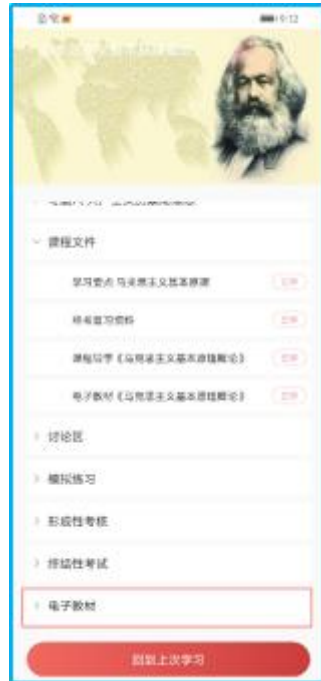 9:12
课程文件
学习要点 马克思主义基本原理
终结复习资料
课程导学《马克思主义基本原理概论》
电子教材《马克思主义基本原理概论》
讨论区
模拟练习
形成性考核
终结性考试
电子教材
回到上次学习